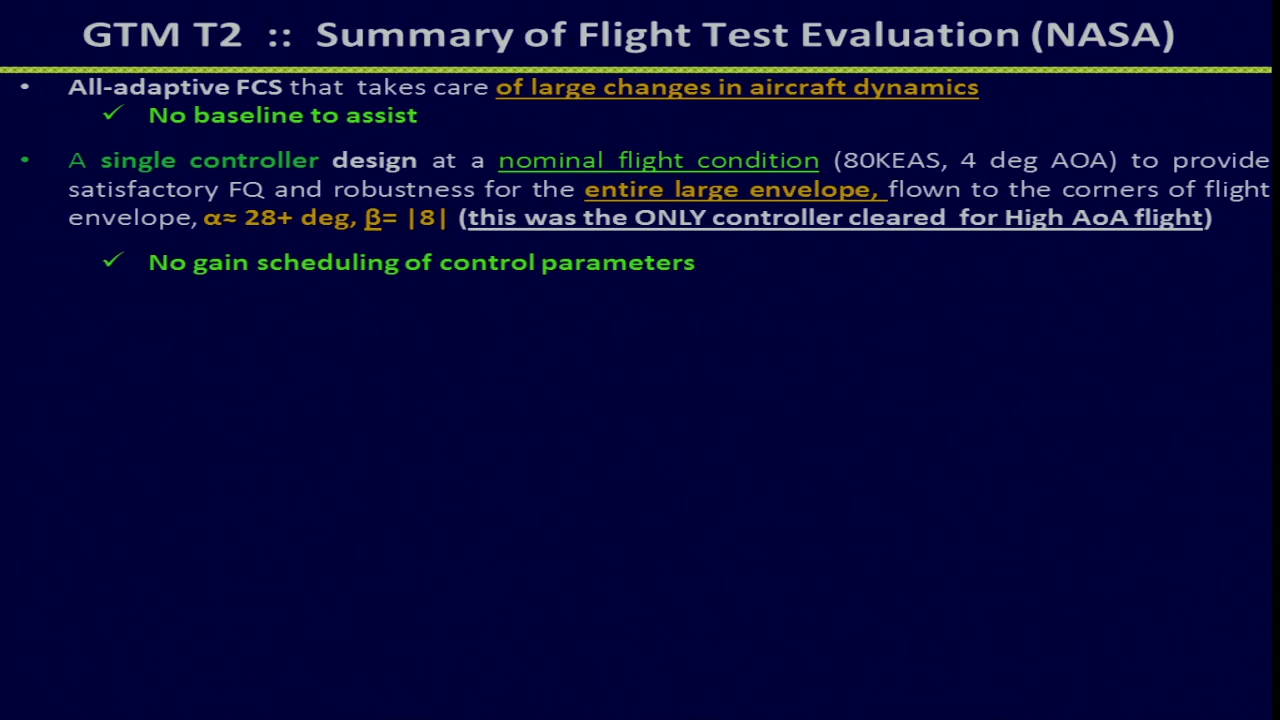 GTM T2 :: Summary of Flight Test Evaluation (NASA)
• All-adaptive FCS that takes care of large changes in aircraft dynamics
✓ No baseline to assist
• A single controller design at a nominal flight condition (80KEAS, 4 deg AOA) to provide
satisfactory FQ and robustness for the entire large envelope, flown to the corners of flight
envelope, α≈ 28+ deg, β= |8| (this was the ONLY controller cleared for High AoA flight)
✓ No gain scheduling of control parameters